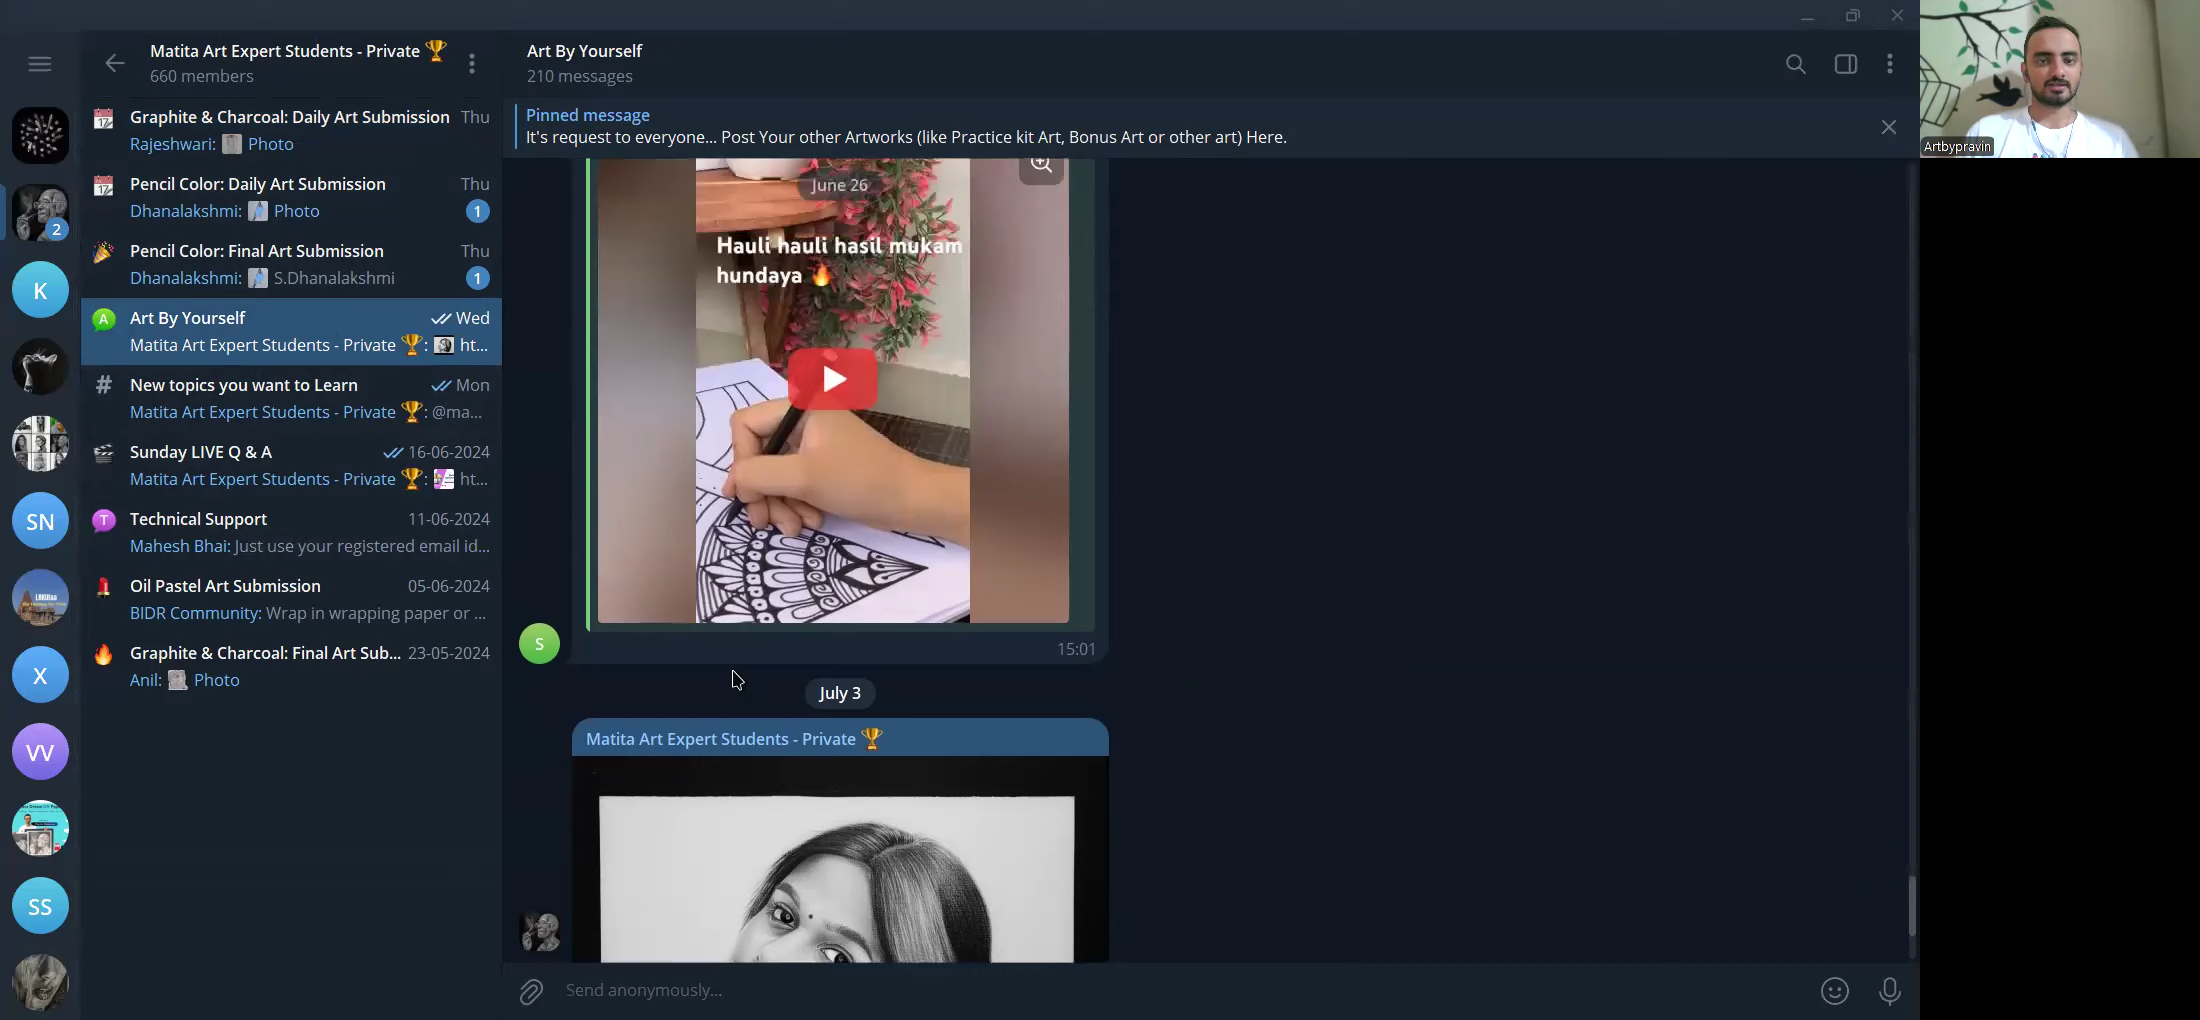 Matita Art Expert Students - Private 🏆
660 members
Graphite & Charcoal: Daily Art Submission Thu
Rajeshwari: Photo
Pencil Color: Daily Art Submission Thu
Dhanalakshmi: Photo 1
Pencil Color: Final Art Submission Thu
Dhanalakshmi: S.Dhanalakshmi 1
A Art By Yourself Wed
Matita Art Expert Students - Private 🏆: ht...
# New topics you want to Learn Mon
Matita Art Expert Students - Private 🏆: @ma...
Sunday LIVE Q & A 16-06-2024
Matita Art Expert Students - Private 🏆: ht...
T Technical Support 11-06-2024
Mahesh Bhai: Just use your registered email id...
Oil Pastel Art Submission 05-06-2024
BIDR Community: Wrap in wrapping paper or ...
Graphite & Charcoal: Final Art Sub... 23-05-2024
Anil: Photo
2
K
SN
X
VV
SS
Art By Yourself
210 messages
Pinned message
It's request to everyone... Post Your other Artworks (like Practice kit Art, Bonus Art or other art) Here.
June 26
Hauli hauli hasil mukam
hundaya 🔥
S
15:01
July 3
Matita Art Expert Students - Private 🏆
Send anonymously...
Artbypravin